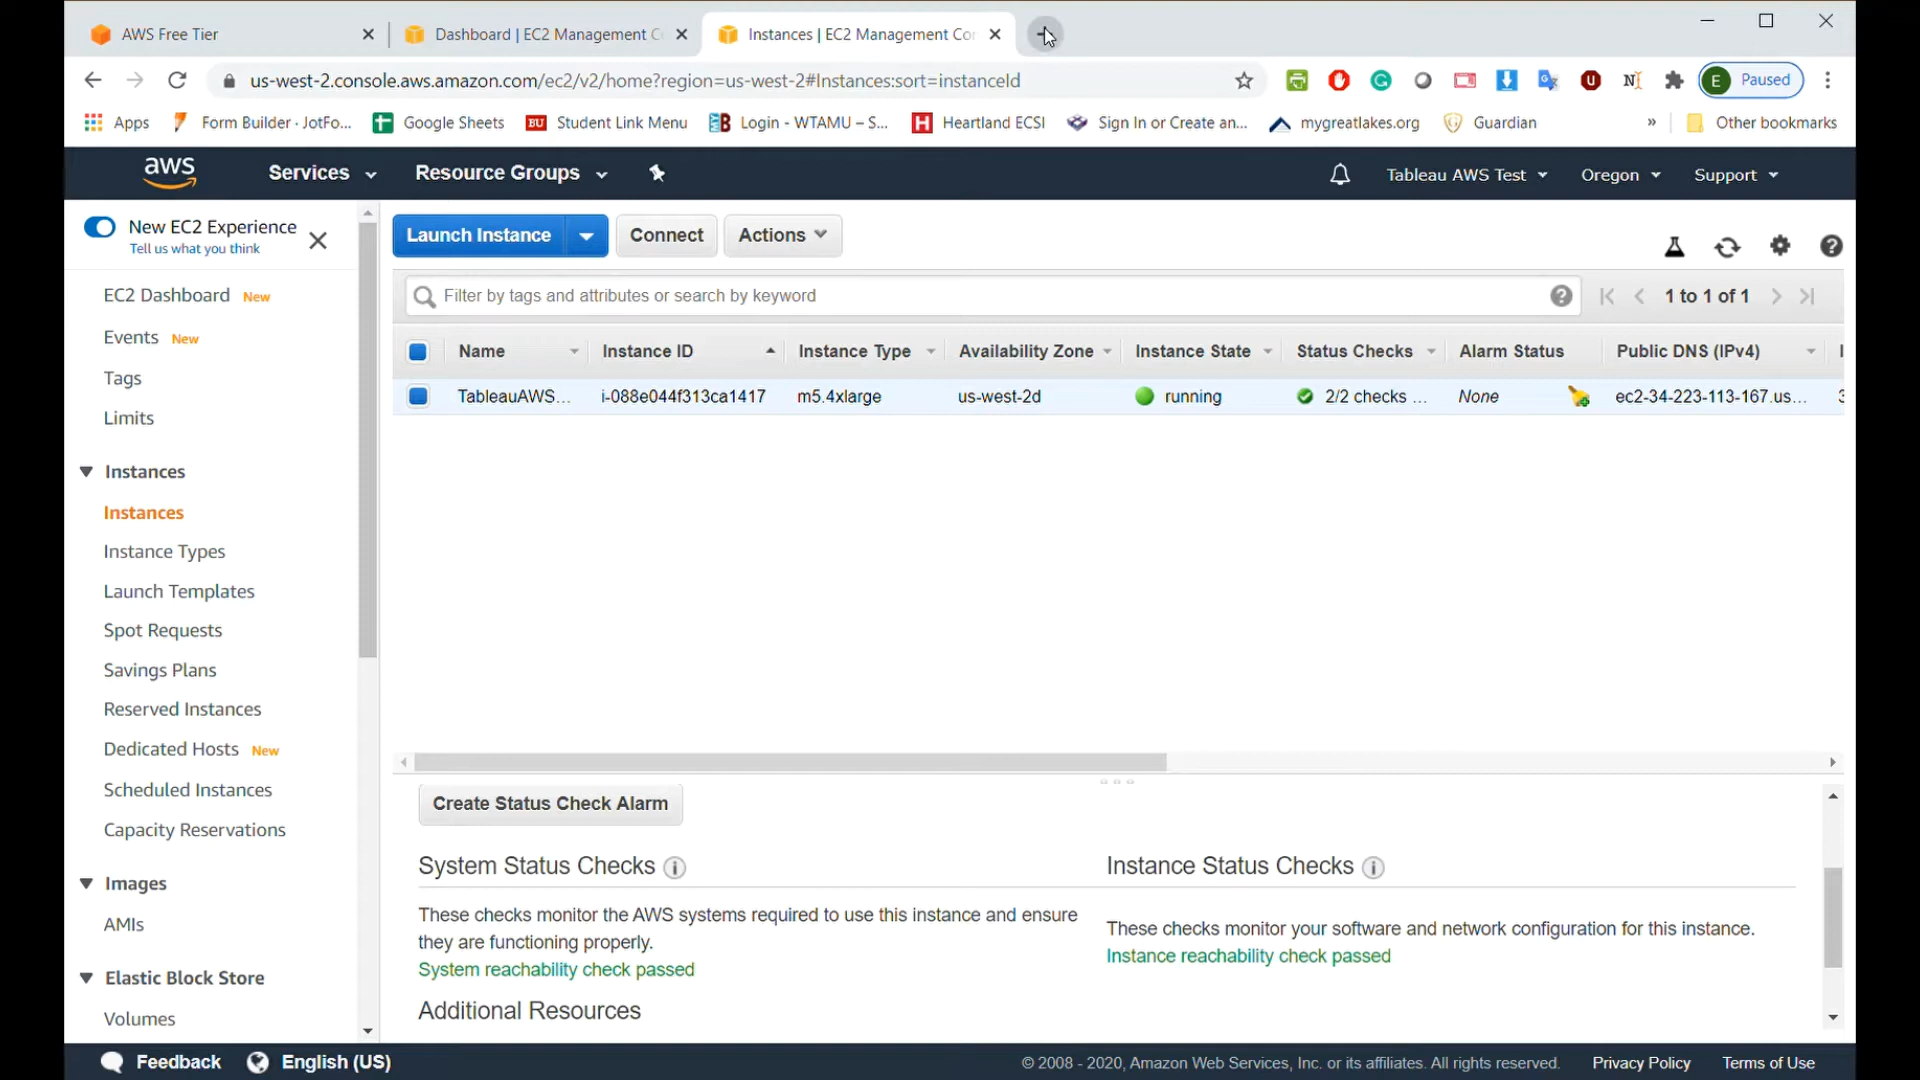 AWS Free Tier
Dashboard | EC2 Management C
Instances | EC2 Management Cor
us-west-2.console.aws.amazon.com/ec2/v2/home?region=us-west-2#Instances:sort=instanceId
E Paused
Apps
Form Builder · JotFo...
Google Sheets
BU Student Link Menu
Login - WTAMU – S...
H Heartland ECSI
Sign In or Create an...
mygreatlakes.org
Guardian
»
Other bookmarks
aws
Services
Resource Groups
Tableau AWS Test
Oregon
Support
New EC2 Experience
Tell us what you think
Launch Instance
Connect
Actions
EC2 Dashboard New
Events New
Tags
Limits
Instances
Instances
Instance Types
Launch Templates
Spot Requests
Savings Plans
Reserved Instances
Dedicated Hosts New
Scheduled Instances
Capacity Reservations
Images
AMIs
Elastic Block Store
Volumes
Filter by tags and attributes or search by keyword
1 to 1 of 1
Name Instance ID Instance Type Availability Zone Instance State Status Checks Alarm Status Public DNS (IPv4)
TableauAWS... i-088e044f313ca1417 m5.4xlarge us-west-2d running 2/2 checks ... None ec2-34-223-113-167.us...
Create Status Check Alarm
System Status Checks
These checks monitor the AWS systems required to use this instance and ensure
they are functioning properly.
System reachability check passed
Additional Resources
Instance Status Checks
These checks monitor your software and network configuration for this instance.
Instance reachability check passed
Feedback
English (US)
© 2008 - 2020, Amazon Web Services, Inc. or its affiliates. All rights reserved.
Privacy Policy
Terms of Use